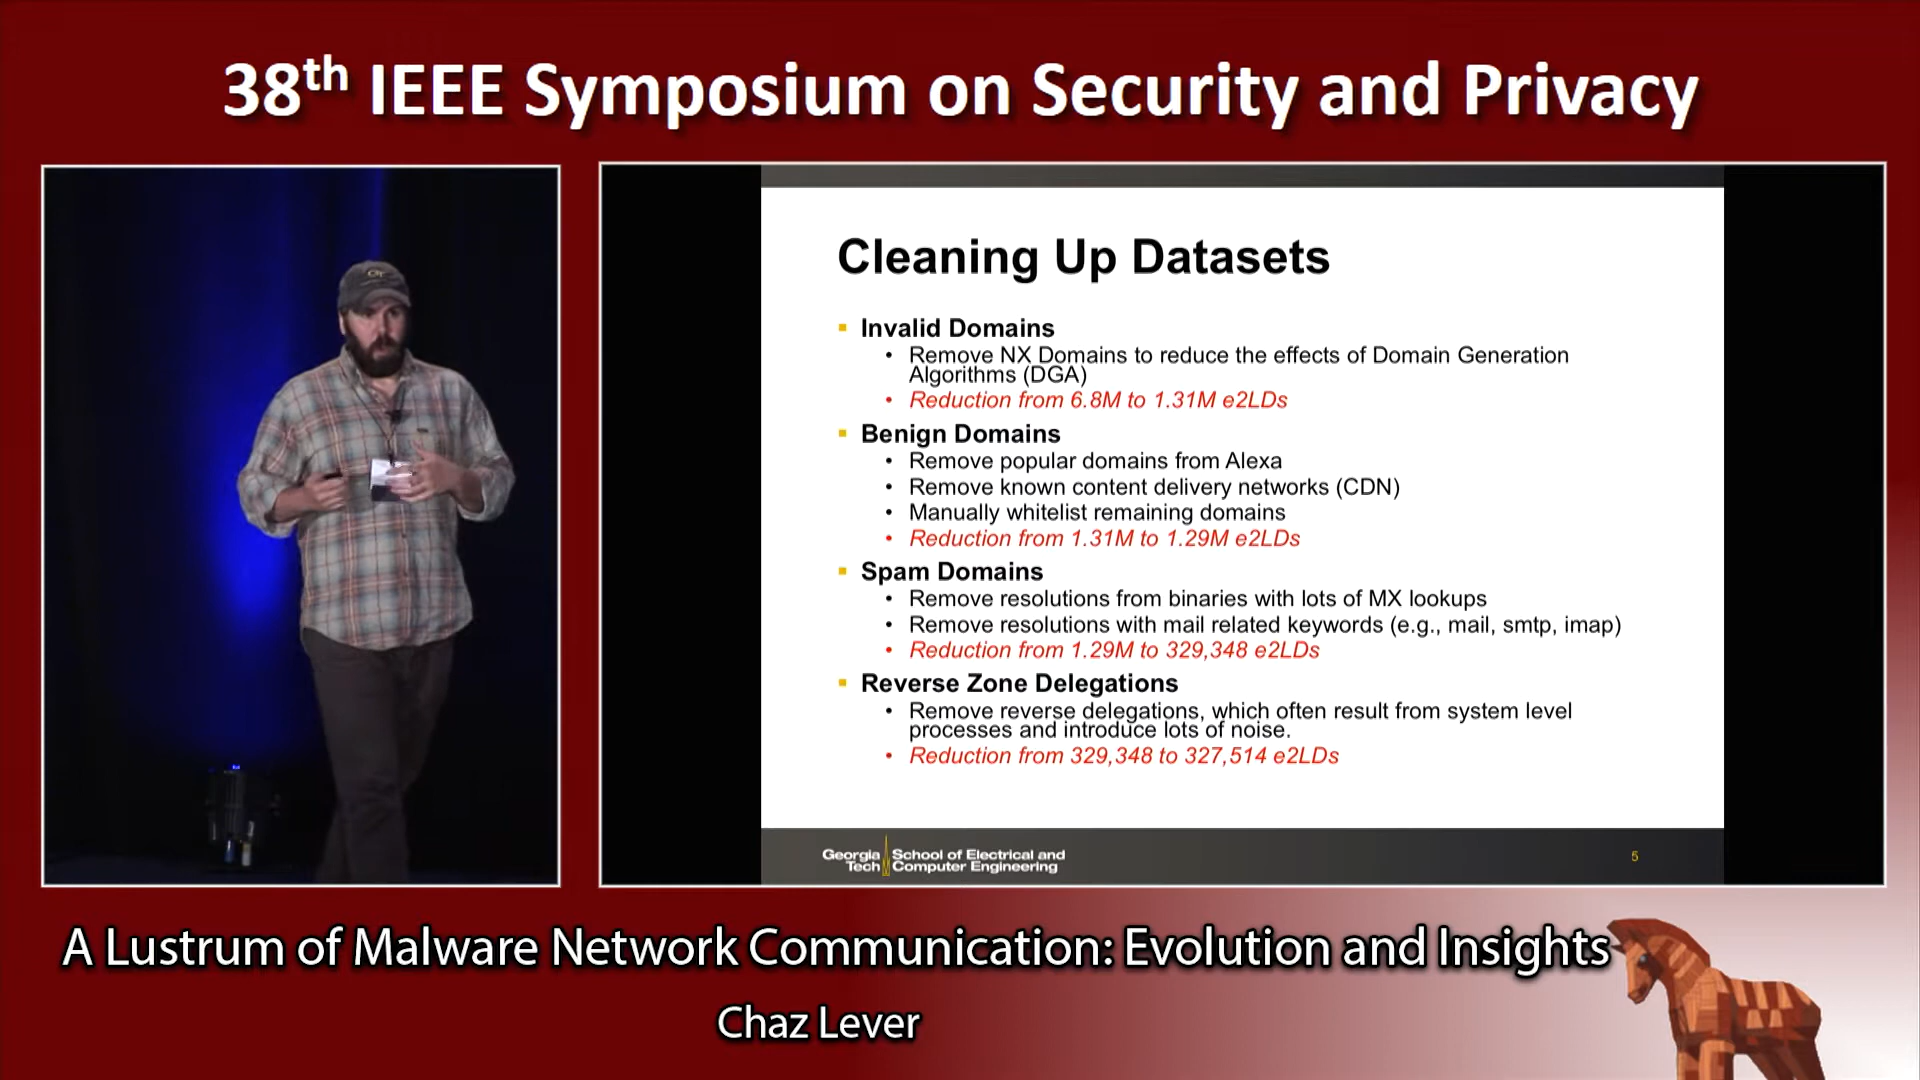 38th IEEE Symposium on Security and Privacy
Cleaning Up Datasets
▪ Invalid Domains
• Remove NX Domains to reduce the effects of Domain Generation
Algorithms (DGA)
• Reduction from 6.8M to 1.31M e2LDs
▪ Benign Domains
• Remove popular domains from Alexa
• Remove known content delivery networks (CDN)
• Manually whitelist remaining domains
• Reduction from 1.31M to 1.29M e2LDs
▪ Spam Domains
• Remove resolutions from binaries with lots of MX lookups
• Remove resolutions with mail related keywords (e.g., mail, smtp, imap)
• Reduction from 1.29M to 329,348 e2LDs
▪ Reverse Zone Delegations
• Remove reverse delegations, which often result from system level
processes and introduce lots of noise.
• Reduction from 329,348 to 327,514 e2LDs
Georgia Tech
School of Electrical and
Computer Engineering
5
A Lustrum of Malware Network Communication: Evolution and Insights
Chaz Lever